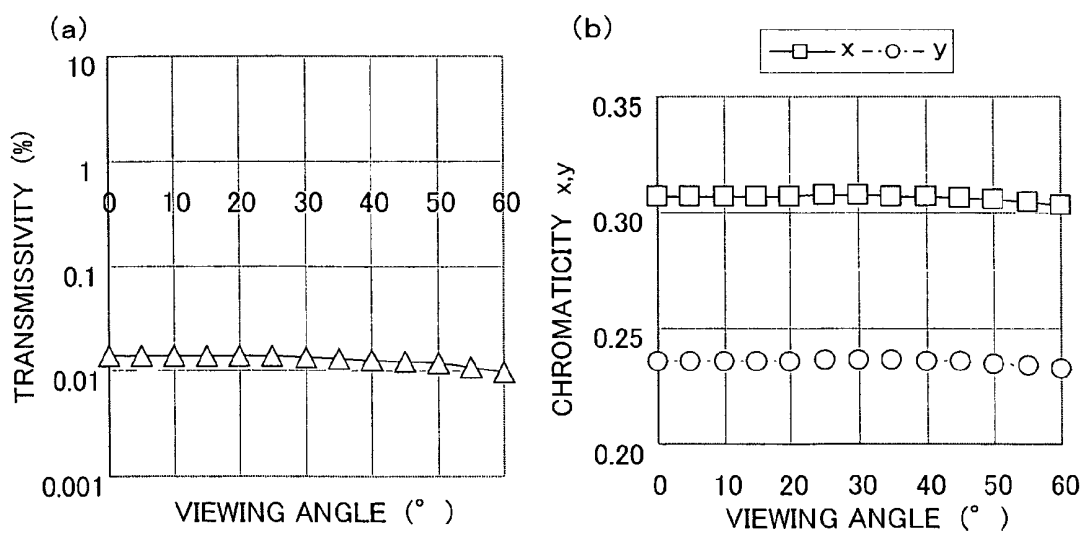 (a)
10
1
0 10 20 30 40 50 60
0.1
0.01
0.001
TRANSMISSIVITY (%)
VIEWING ANGLE (° )
(b)
x y
0.35
0.30
0.25
0.20
CHROMATICITY x,y
0 10 20 30 40 50 60
VIEWING ANGLE (° )